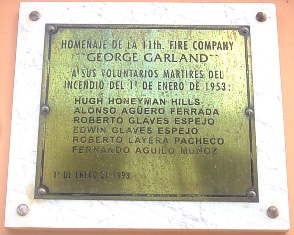 HOMENAJE DE LA 11th. FIRE COMPANY
"GEORGE GARLAND"
A SUS VOLUNTARIOS MARTIRES DEL
INCENDIO DEL 1º DE ENERO DE 1953:
HUGH HONEYMAN HILLS
ALONSO AGÜERO FERRADA
ROBERTO GLAVES ESPEJO
EDWIN GLAVES ESPEJO
ROBERTO LAYERA PACHECO
FERNANDO AGUILO MUÑOZ
1º DE ENERO DE 1993